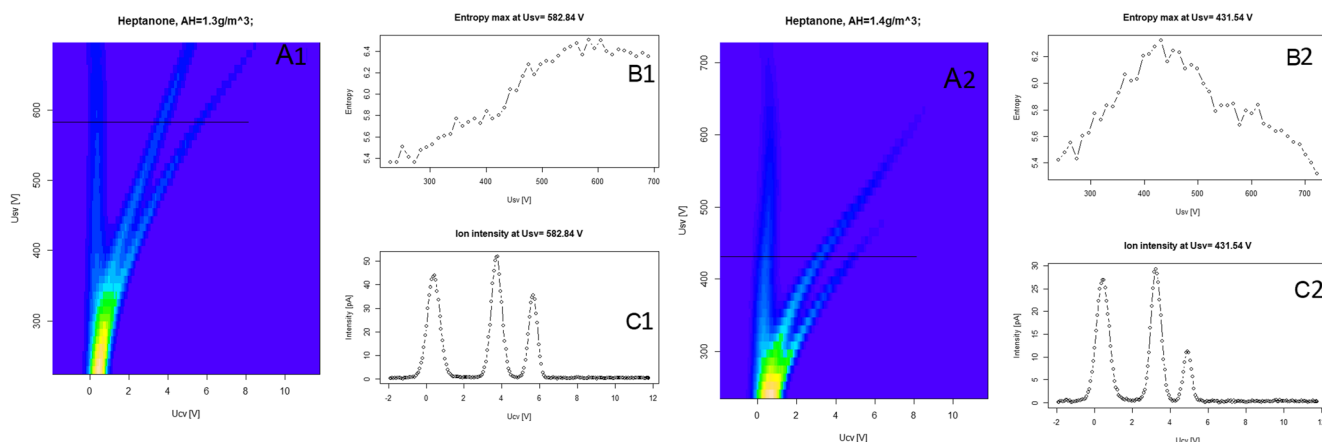 Heptanone, AH=1.3g/m^3;
A1
Usv [V]
600
500
400
300
0 2 4 6 8 10
Ucv [V]
Entropy max at Usv= 582.84 V
B1
Entropy
6.4
6.2
6.0
5.8
5.6
5.4
300 400 500 600 700
Usv [V]
Ion intensity at Usv= 582.84 V
C1
Intensity [pA]
50
40
30
20
10
0
-2 0 2 4 6 8 10 12
Ucv [V]
Heptanone, AH=1.4g/m^3;
A2
Usv [V]
700
600
500
400
300
0 2 4 6 8 10
Ucv [V]
Entropy max at Usv= 431.54 V
B2
Entropy
6.2
6.0
5.8
5.6
5.4
300 400 500 600 700
Usv [V]
Ion intensity at Usv= 431.54 V
C2
Intensity [pA]
30
25
20
15
10
5
0
-2 0 2 4 6 8 10 12
Ucv [V]